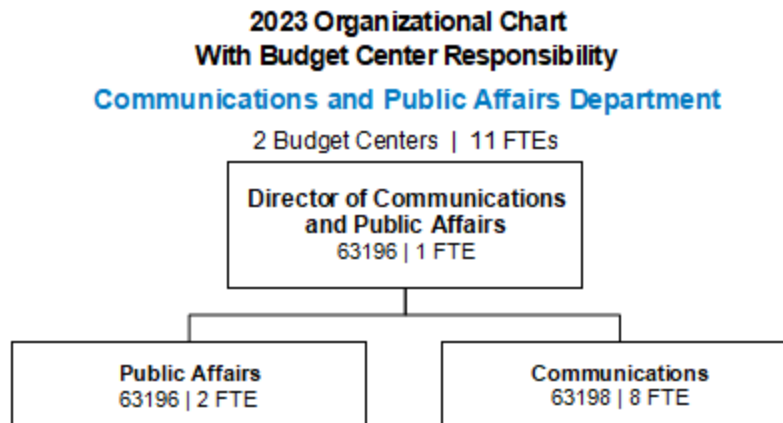 2023 Organizational Chart
With Budget Center Responsibility
Communications and Public Affairs Department
2 Budget Centers | 11 FTEs
Director of Communications
and Public Affairs
63196 | 1 FTE
Public Affairs
63196 | 2 FTE
Communications
63198 | 8 FTE